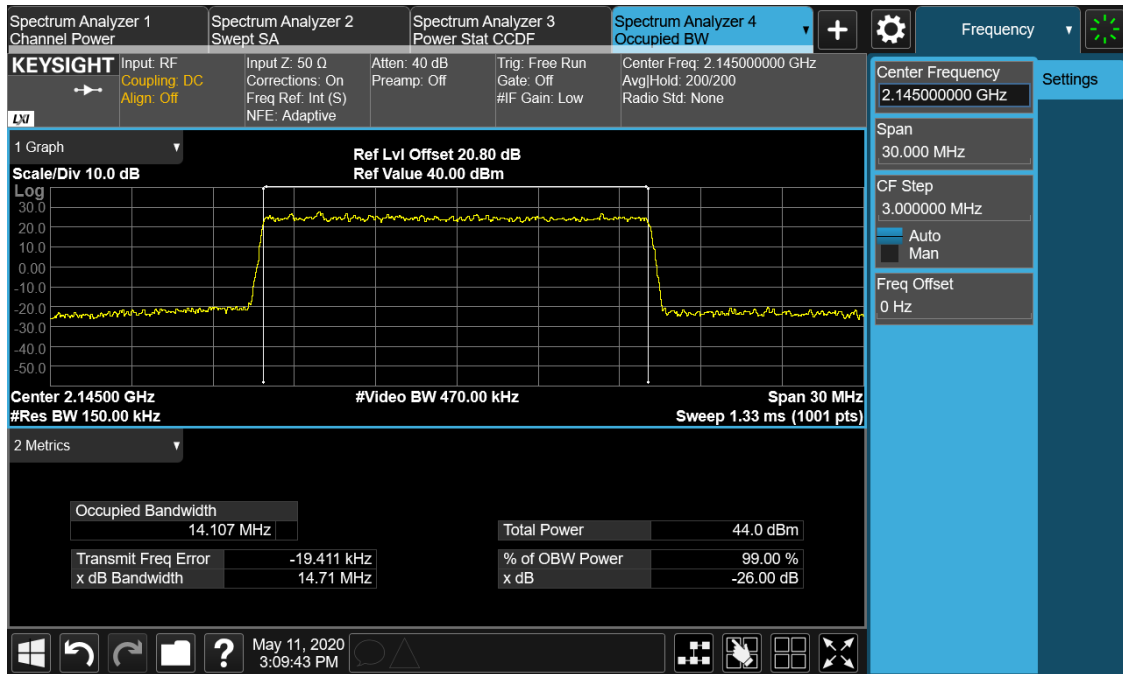 Spectrum Analyzer 1
Channel Power
Spectrum Analyzer 2
Swept SA
Spectrum Analyzer 3
Power Stat CCDF
Spectrum Analyzer 4
Occupied BW
+
Frequency
KEYSIGHT
LXI
Input: RF
Coupling: DC
Align: Off
Input Z: 50 Ω
Corrections: On
Freq Ref: Int (S)
NFE: Adaptive
Atten: 40 dB
Preamp: Off
Trig: Free Run
Gate: Off
#IF Gain: Low
Center Freq: 2.145000000 GHz
Avg|Hold: 200/200
Radio Std: None
Center Frequency
2.145000000 GHz
Settings
Span
30.000 MHz
CF Step
3.000000 MHz
Auto
Man
Freq Offset
0 Hz
1 Graph
Scale/Div 10.0 dB
Ref Lvl Offset 20.80 dB
Ref Value 40.00 dBm
Log
30.0
20.0
10.0
0.00
-10.0
-20.0
-30.0
-40.0
-50.0
Center 2.14500 GHz
#Video BW 470.00 kHz
Span 30 MHz
#Res BW 150.00 kHz
Sweep 1.33 ms (1001 pts)
2 Metrics
Occupied Bandwidth
14.107 MHz
Total Power 44.0 dBm
Transmit Freq Error -19.411 kHz
% of OBW Power 99.00 %
x dB Bandwidth 14.71 MHz
x dB -26.00 dB
?
May 11, 2020
3:09:43 PM